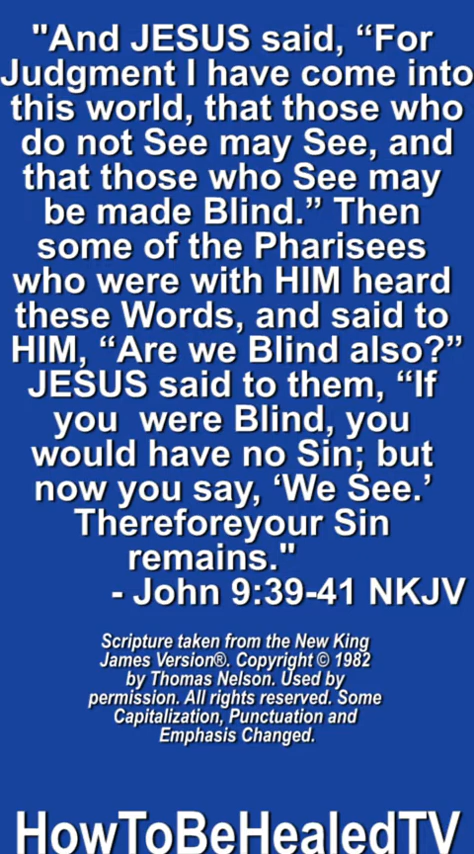 "And JESUS said, “For
Judgment I have come into
this world, that those who
do not See may See, and
that those who See may
be made Blind.” Then
some of the Pharisees
who were with HIM heard
these Words, and said to
HIM, “Are we Blind also?”
JESUS said to them, “If
you  were Blind, you
would have no Sin; but
now you say, ‘We See.’
Thereforeyour Sin
remains."
- John 9:39-41 NKJV
Scripture taken from the New King
James Version®. Copyright © 1982
by Thomas Nelson. Used by
permission. All rights reserved. Some
Capitalization, Punctuation and
Emphasis Changed.
HowToBeHealedTV